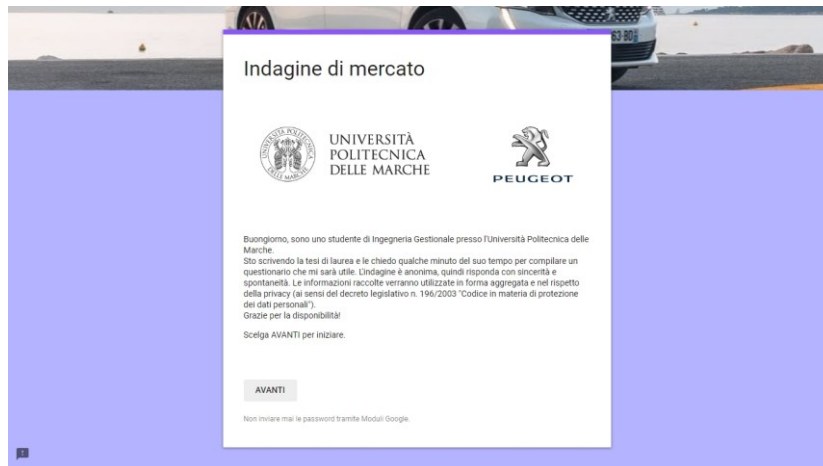 63-BD
Indagine di mercato
UNIVERSITÀ
POLITECNICA
DELLE MARCHE
PEUGEOT
Buongiorno, sono uno studente di Ingegneria Gestionale presso l'Università Politecnica delle
Marche.
Sto scrivendo la tesi di laurea e le chiedo qualche minuto del suo tempo per compilare un
questionario che mi sarà utile. L'indagine è anonima, quindi risponda con sincerità e
spontaneità. Le informazioni raccolte verranno utilizzate in forma aggregata e nel rispetto
della privacy (ai sensi del decreto legislativo n. 196/2003 "Codice in materia di protezione
dei dati personali").
Grazie per la disponibilità!
Scelga AVANTI per iniziare.
AVANTI
Non inviare mai le password tramite Moduli Google.